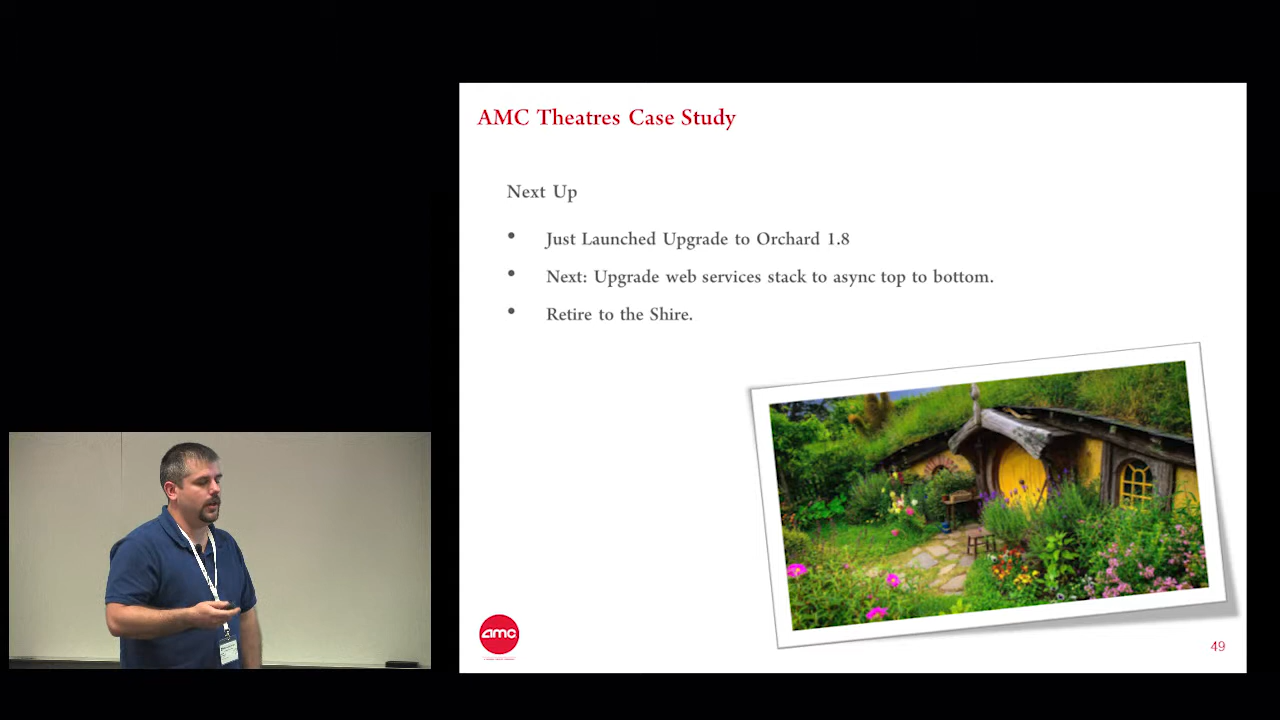 AMC Theatres Case Study
Next Up
• Just Launched Upgrade to Orchard 1.8
• Next: Upgrade web services stack to async top to bottom.
• Retire to the Shire.
amc
49